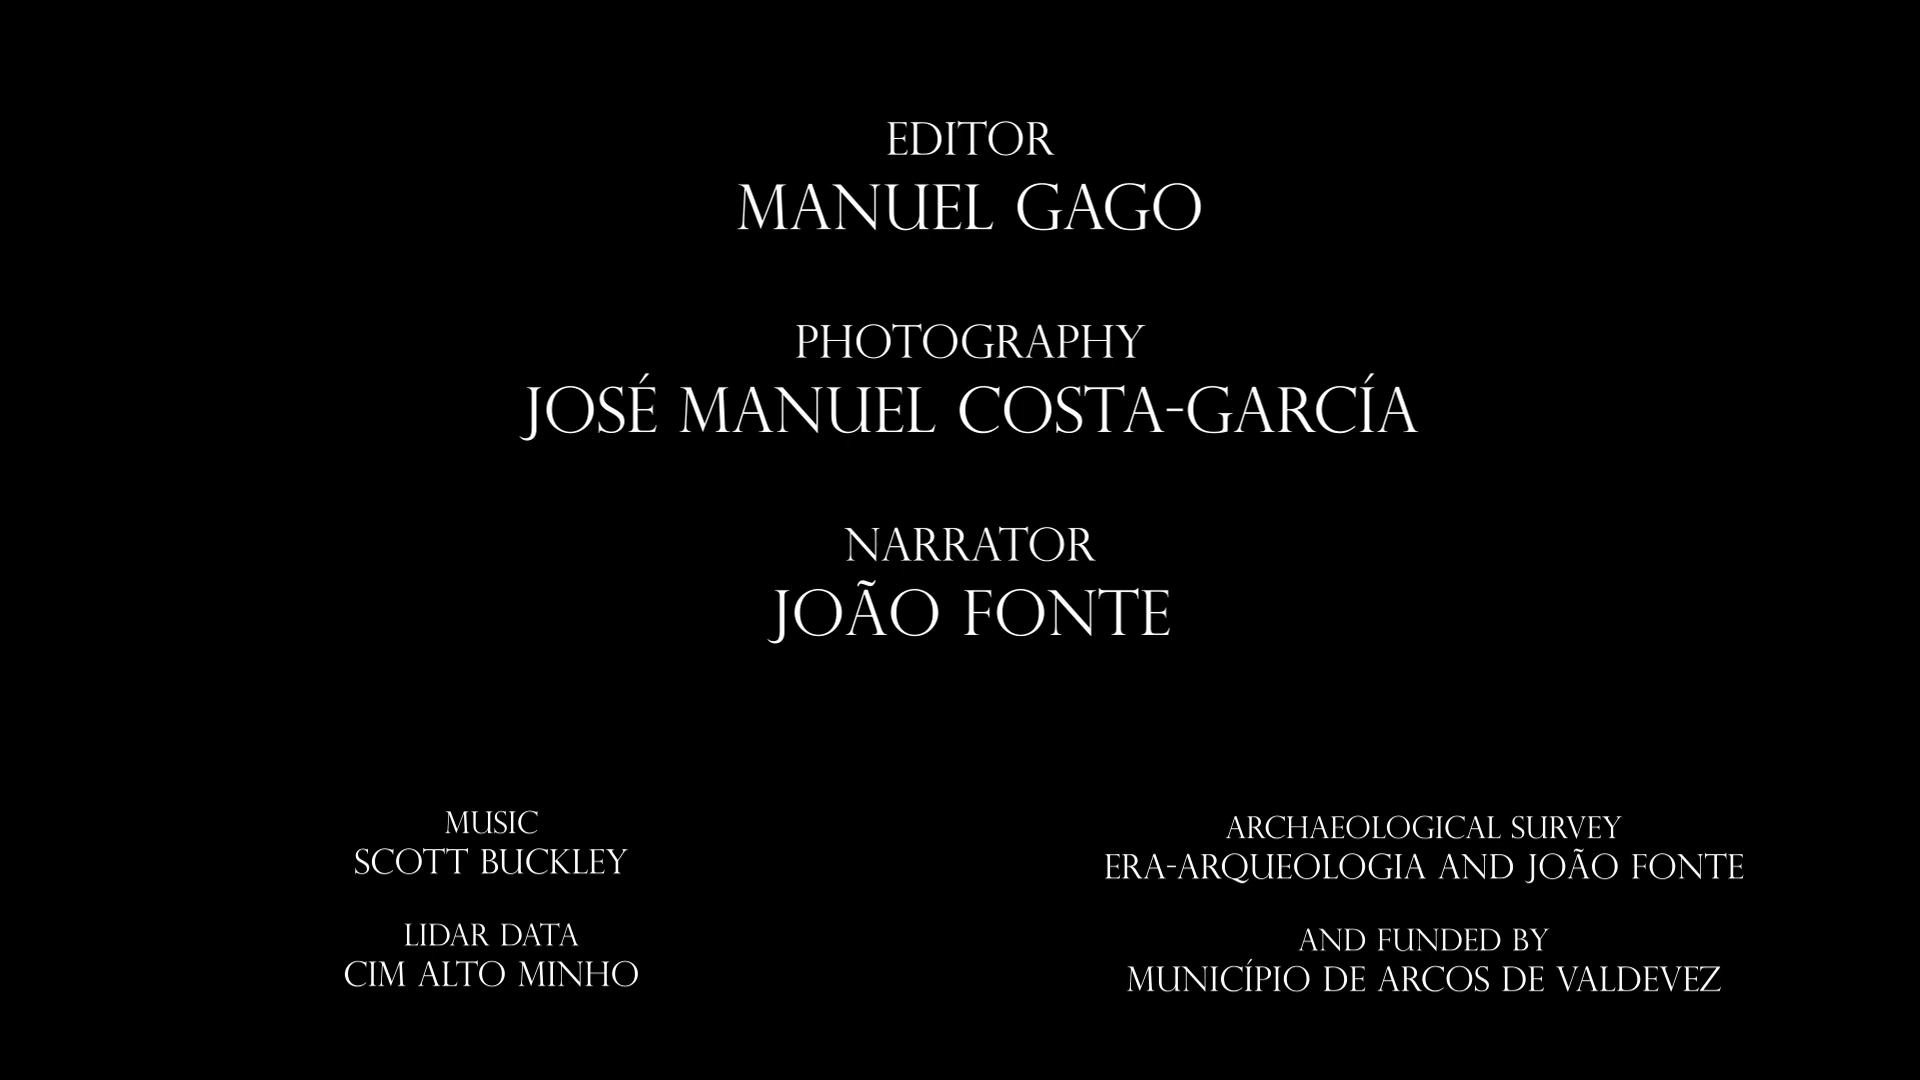 EDITOR
MANUEL GAGO
PHOTOGRAPHY
JOSÉ MANUEL COSTA-GARCÍA
NARRATOR
JOÃO FONTE
MUSIC
SCOTT BUCKLEY
LIDAR DATA
CIM ALTO MINHO
ARCHAEOLOGICAL SURVEY
ERA-ARQUEOLOGIA AND JOÃO FONTE
AND FUNDED BY
MUNICÍPIO DE ARCOS DE VALDEVEZ